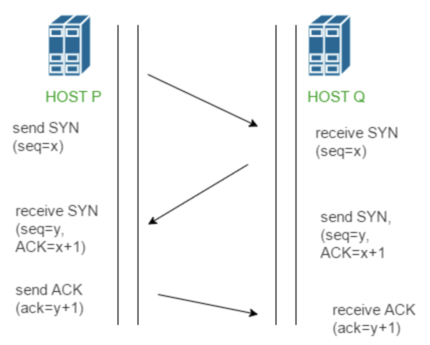 HOST P
HOST Q
send SYN
(seq=x)
receive SYN
(seq=x)
receive SYN
(seq=y,
ACK=x+1)
send SYN,
(seq=y,
ACK=x+1
send ACK
(ack=y+1)
receive ACK
(ack=y+1)